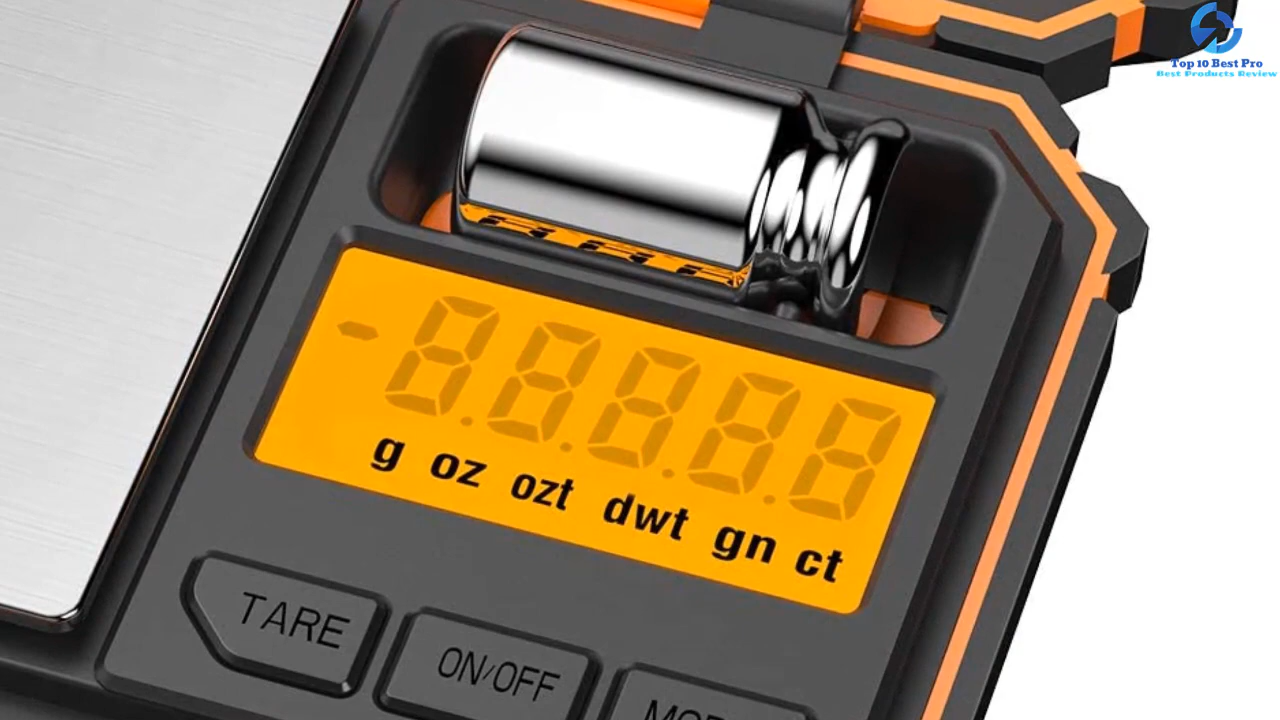 Top 10 Best Pro
Best Products Review
-8.8.8.8.8
g oz ozt dwt gn ct
TARE
ON/OFF